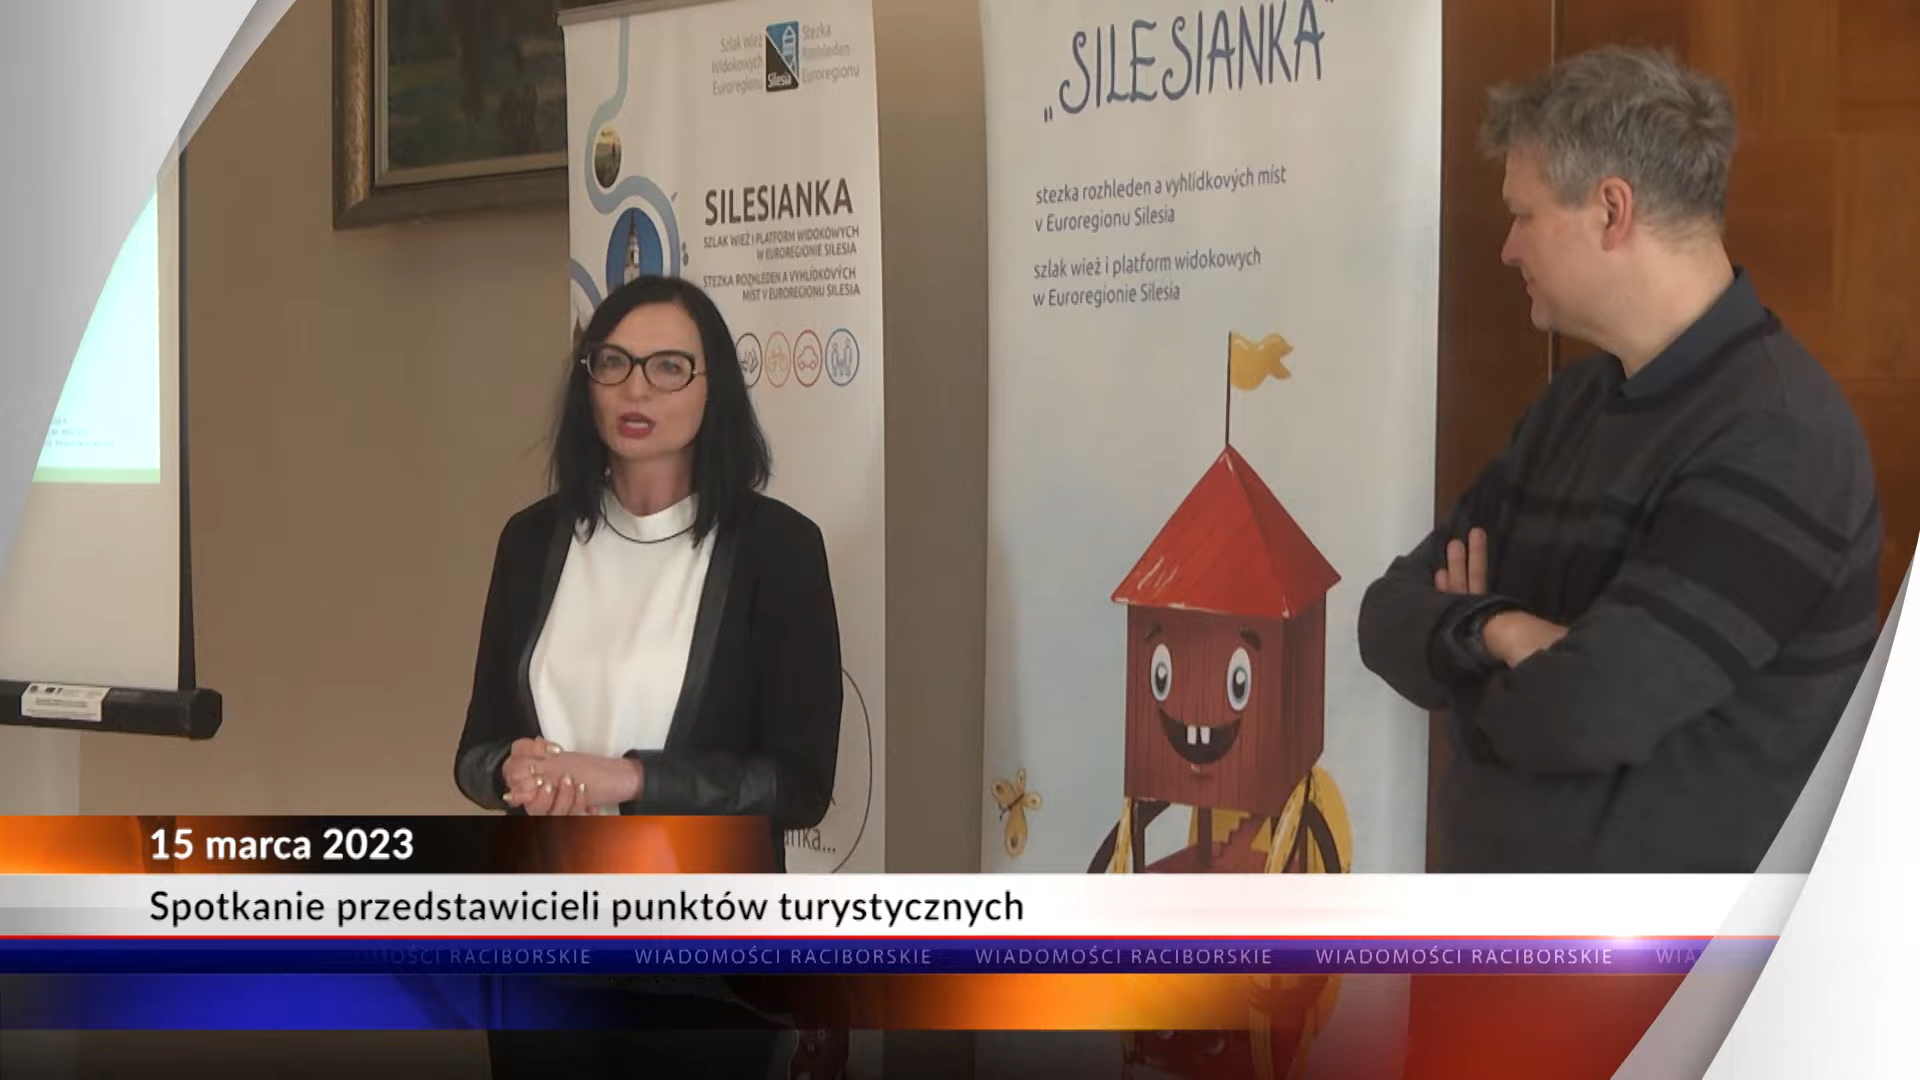 Szlak Wież
Widokowych
Euroregionu
Silesia
Stezka
Rozhleden
Euroregionu
SILESIANKA
SZLAK WIEŻ I PLATFORM WIDOKOWYCH
W EUROREGIONIE SILESIA
STEZKA ROZHLEDEN A VYHLÍDKOVÝCH
MÍST V EUROREGIONU SILESIA
„SILESIANKA”
stezka rozhleden a vyhlídkových míst
v Euroregionu Silesia
szlak wież i platform widokowych
w Euroregionie Silesia
15 marca 2023
Spotkanie przedstawicieli punktów turystycznych
RACIBORSKIE WIADOMOŚCI RACIBORSKIE WIADOMOŚCI RACIBORSKIE WIADOMOŚCI RACIBORSKIE